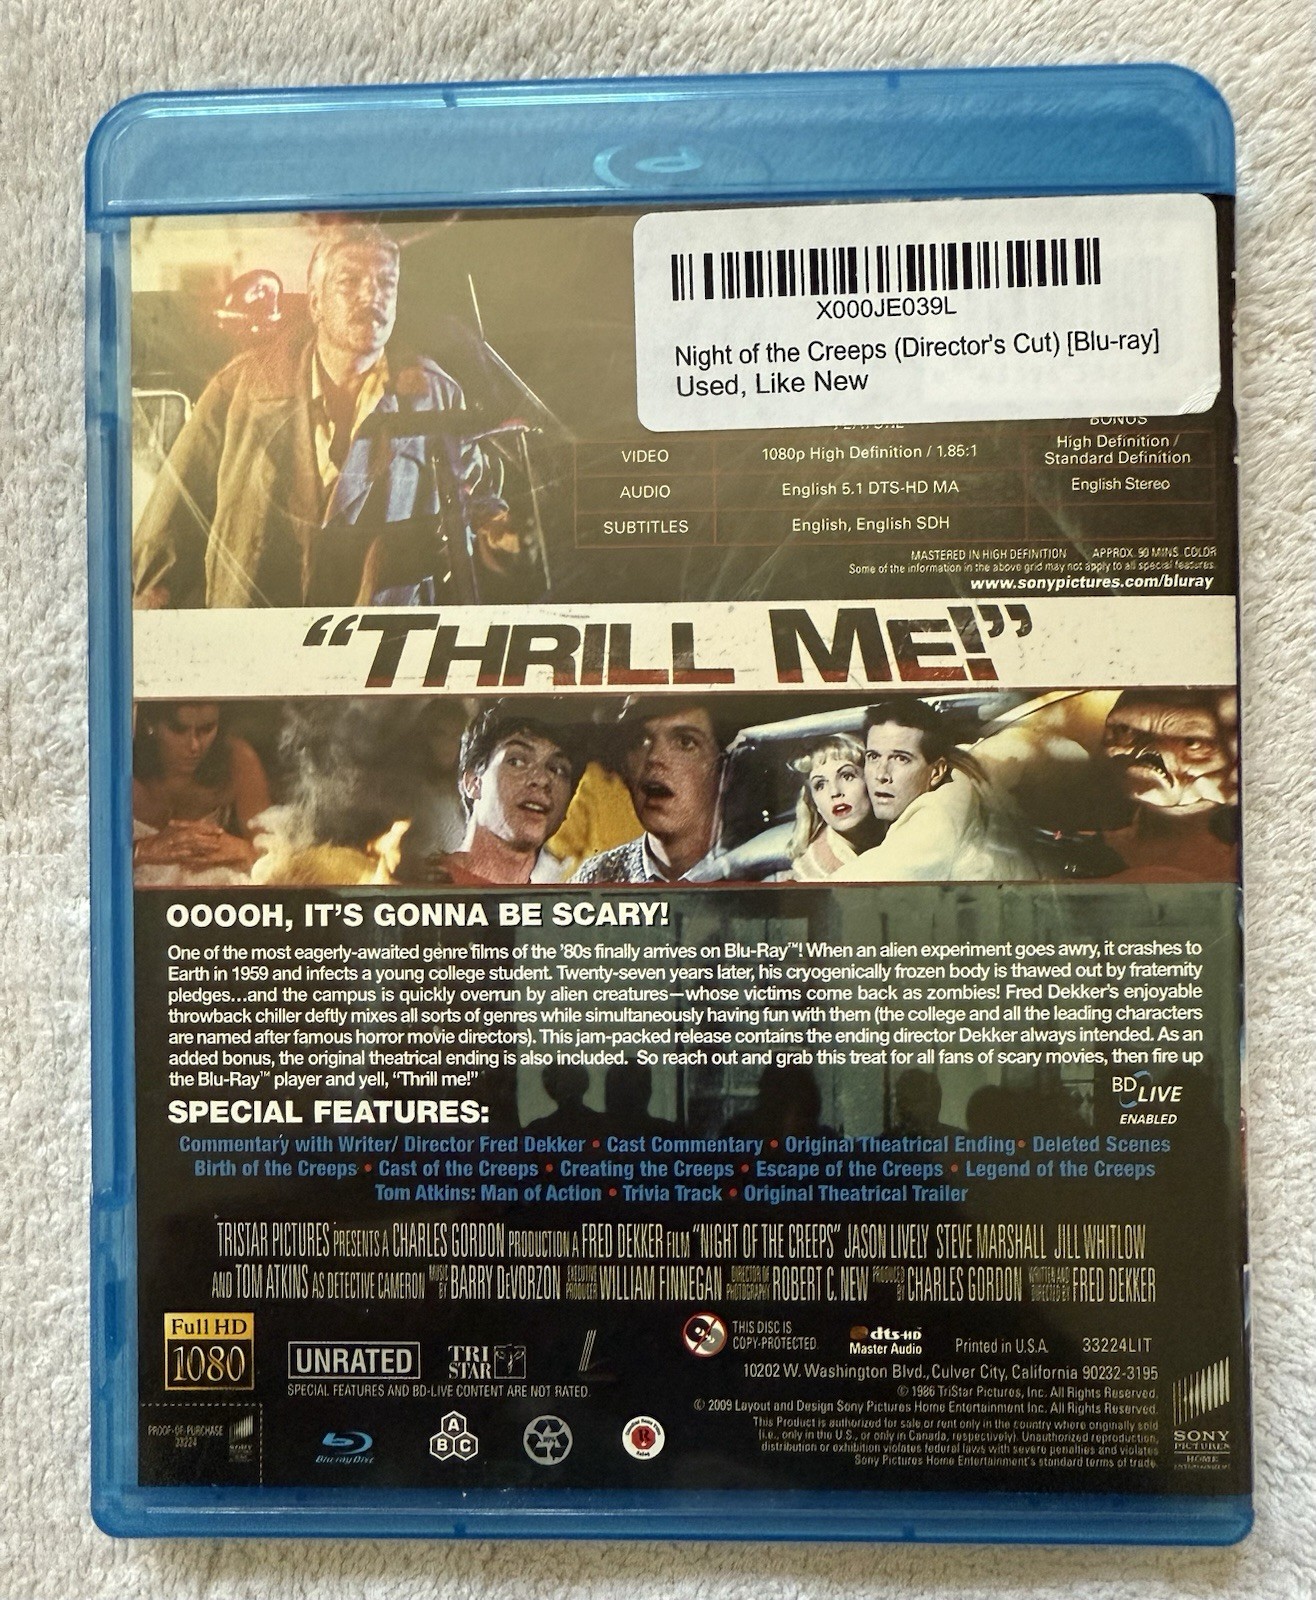 X000JE039L
Night of the Creeps (Director's Cut) [Blu-ray]
Used, Like New
BONUS
VIDEO 1080p High Definition / 1.85:1 High Definition / Standard Definition
AUDIO English 5.1 DTS-HD MA English Stereo
SUBTITLES English, English SDH
MASTERED IN HIGH DEFINITION APPROX. 90 MINS. COLOR
Some of the information in the above grid may not apply to all special features.
www.sonypictures.com/bluray
“THRILL ME!”
OOOOH, IT’S GONNA BE SCARY!
One of the most eagerly-awaited genre films of the ’80s finally arrives on Blu-Ray™! When an alien experiment goes awry, it crashes to
Earth in 1959 and infects a young college student. Twenty-seven years later, his cryogenically frozen body is thawed out by fraternity
pledges...and the campus is quickly overrun by alien creatures—whose victims come back as zombies! Fred Dekker’s enjoyable
throwback chiller deftly mixes all sorts of genres while simultaneously having fun with them (the college and all the leading characters
are named after famous horror movie directors). This jam-packed release contains the ending director Dekker always intended. As an
added bonus, the original theatrical ending is also included. So reach out and grab this treat for all fans of scary movies, then fire up
the Blu-Ray™ player and yell, “Thrill me!”
BD LIVE
ENABLED
SPECIAL FEATURES:
Commentary with Writer/ Director Fred Dekker • Cast Commentary • Original Theatrical Ending• Deleted Scenes
Birth of the Creeps • Cast of the Creeps • Creating the Creeps • Escape of the Creeps • Legend of the Creeps
Tom Atkins: Man of Action • Trivia Track • Original Theatrical Trailer
TRISTAR PICTURES PRESENTS A CHARLES GORDON PRODUCTION A FRED DEKKER FILM “NIGHT OF THE CREEPS” JASON LIVELY STEVE MARSHALL JILL WHITLOW
AND TOM ATKINS AS DETECTIVE CAMERON MUSIC BY BARRY DeVORZON EXECUTIVE PRODUCER WILLIAM FINNEGAN DIRECTOR OF PHOTOGRAPHY ROBERT C. NEW PRODUCED BY CHARLES GORDON WRITTEN AND DIRECTED BY FRED DEKKER
Full HD
1080
UNRATED
TRI STAR
SPECIAL FEATURES AND BD-LIVE CONTENT ARE NOT RATED.
THIS DISC IS
COPY-PROTECTED.
dts-HD
Master Audio
Printed in U.S.A.
33224LIT
10202 W. Washington Blvd., Culver City, California 90232-3195
© 1986 TriStar Pictures, Inc. All Rights Reserved.
© 2009 Layout and Design Sony Pictures Home Entertainment Inc. All Rights Reserved.
This Product is authorized for sale or rent only in the country where originally sold
(i.e., only in the U.S., or only in Canada, respectively). Unauthorized reproduction,
distribution or exhibition violates federal laws with severe penalties and violates
Sony Pictures Home Entertainment's standard terms of trade.
PROOF-OF-PURCHASE
33224
Blu-ray Disc
A
B C
R
SONY
PICTURES
HOME